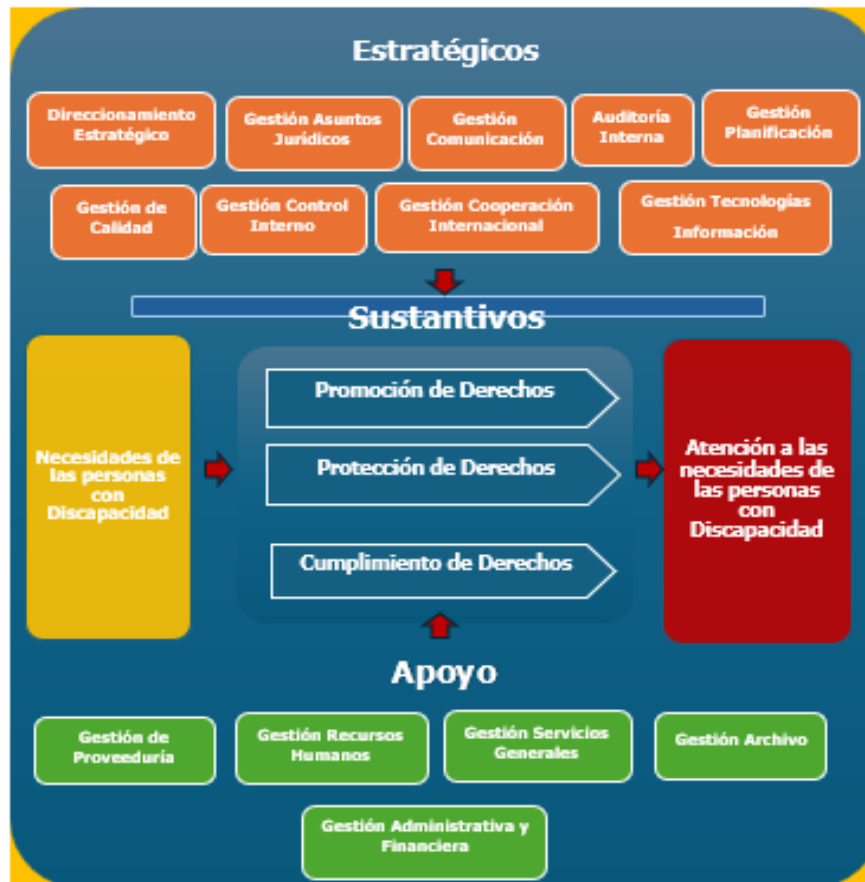 Estratégicos
Direccionamiento
Estratégico
Gestión Asuntos
Jurídicos
Gestión
Comunicación
Auditoría
Interna
Gestión
Planificación
Gestión de
Calidad
Gestión Control
Interno
Gestión Cooperación
Internacional
Gestión Tecnologías
Información
Sustantivos
Necesidades de
las personas
con
Discapacidad
Promoción de Derechos
Protección de Derechos
Cumplimiento de Derechos
Atención a las
necesidades de
las personas
con
Discapacidad
Apoyo
Gestión de
Proveeduría
Gestión Recursos
Humanos
Gestión Servicios
Generales
Gestión Archivo
Gestión Administrativa y
Financiera